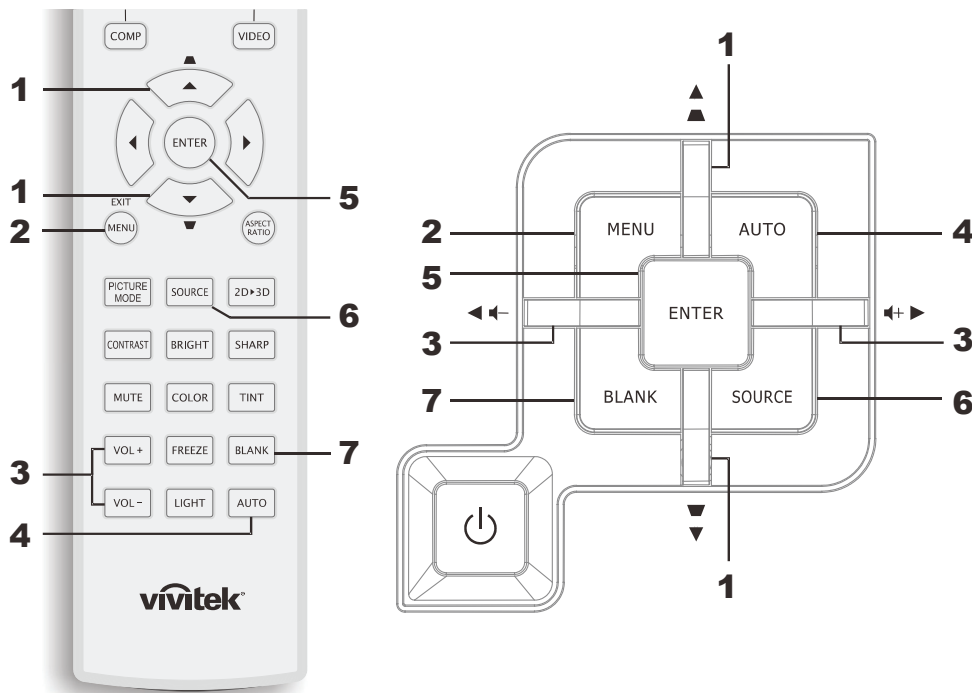 COMP VIDEO
1
ENTER
1
5
EXIT
2 MENU ASPECT
RATIO
PICTURE
MODE SOURCE 2D▸3D
6
CONTRAST BRIGHT SHARP
MUTE COLOR TINT
VOL + FREEZE BLANK 7
3
VOL - LIGHT AUTO
4
vivitek®
1
2 MENU AUTO 4
5
ENTER
− +
3 3
7 BLANK SOURCE 6
1